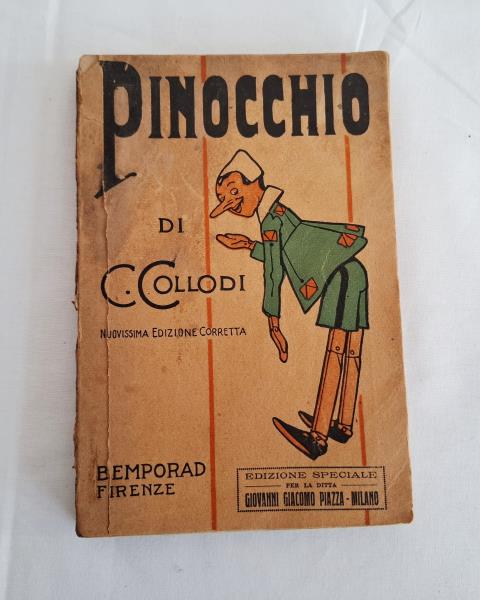 PINOCCHIO
DI
C. COLLODI
NUOVISSIMA EDIZIONE CORRETTA
BEMPORAD
FIRENZE
EDIZIONE SPECIALE
PER LA DITTA
GIOVANNI GIACOMO PIAZZA - MILANO